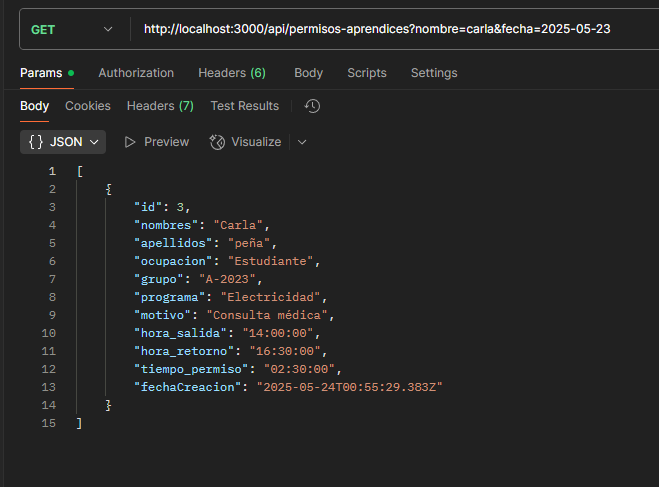 GET http://localhost:3000/api/permisos-aprendices?nombre=carla&fecha=2025-05-23
Params Authorization Headers (6) Body Scripts Settings
Body Cookies Headers (7) Test Results
{} JSON Preview Visualize
1 [
2 {
3 "id": 3,
4 "nombres": "Carla",
5 "apellidos": "peña",
6 "ocupacion": "Estudiante",
7 "grupo": "A-2023",
8 "programa": "Electricidad",
9 "motivo": "Consulta médica",
10 "hora_salida": "14:00:00",
11 "hora_retorno": "16:30:00",
12 "tiempo_permiso": "02:30:00",
13 "fechaCreacion": "2025-05-24T00:55:29.383Z"
14 }
15 ]